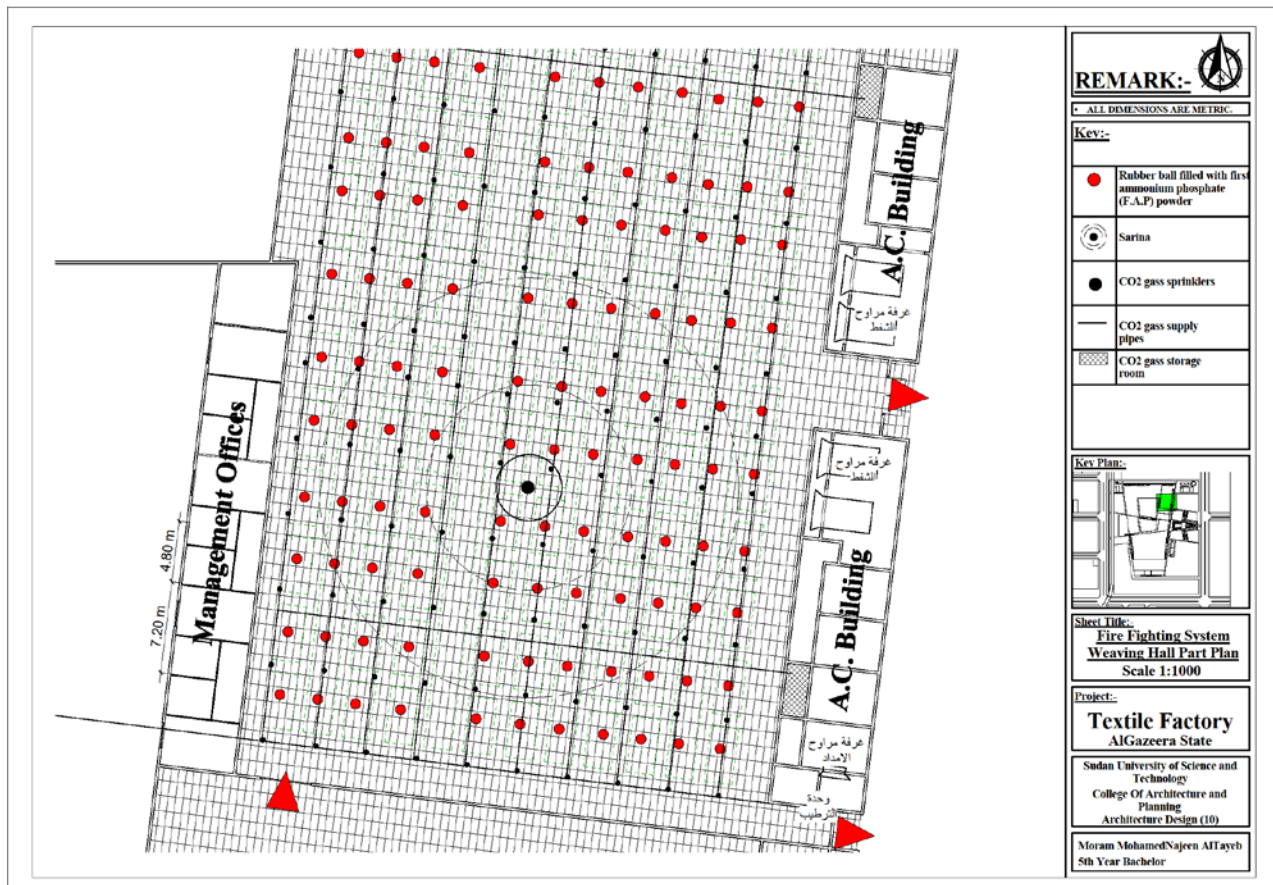 A.C. Building
غرفة مراوح
الشفط
غرفة مراوح
الشفط
Management Offices
4.80 m
7.20 m
A.C. Building
غرفة مراوح
الامداد
وحدة
الترطيب
REMARK:-
• ALL DIMENSIONS ARE METRIC.
Key:-
Rubber ball filled with first
ammonium phosphate
(F.A.P) powder
Sarina
CO2 gass sprinklers
CO2 gass supply
pipes
CO2 gass storage
room
Key Plan:-
Sheet Title:-
Fire Fighting System
Weaving Hall Part Plan
Scale 1:1000
Project:-
Textile Factory
AlGazeera State
Sudan University of Science and
Technology
College Of Architecture and
Planning
Architecture Design (10)
Moram MohamedNajeen AlTayeb
5th Year Bachelor